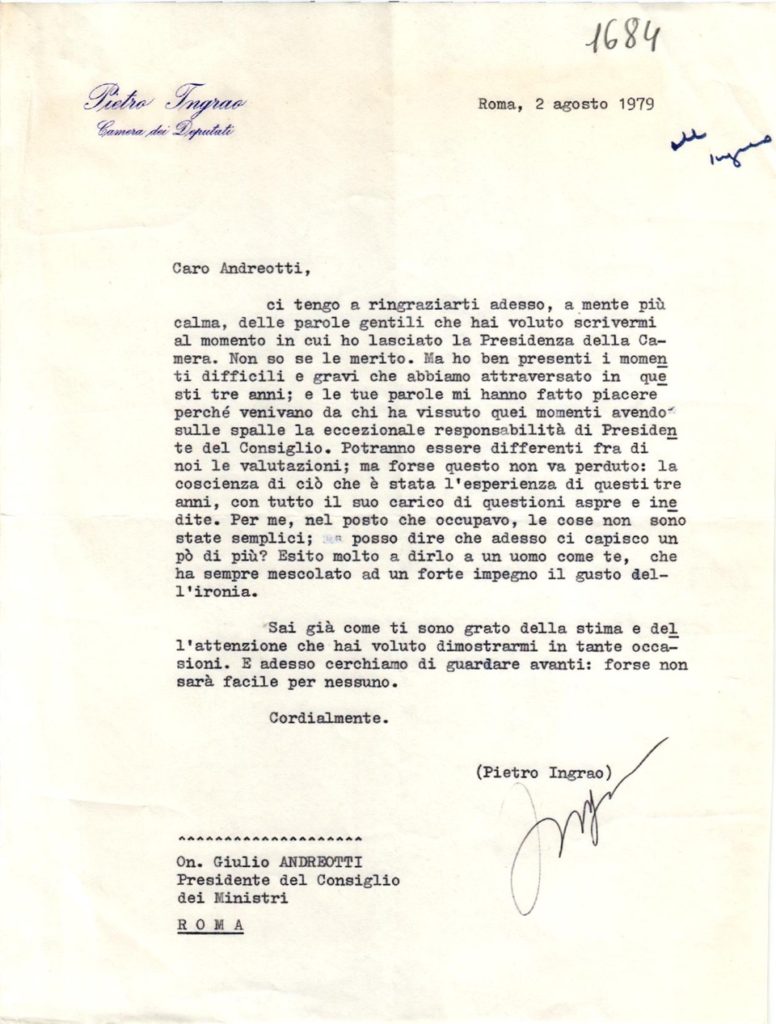 1684
Pietro Ingrao
Camera dei Deputati
Roma, 2 agosto 1979
Ingrao
Caro Andreotti,
ci tengo a ringraziarti adesso, a mente più
calma, delle parole gentili che hai voluto scrivermi
al momento in cui ho lasciato la Presidenza della Ca-
mera. Non so se le merito. Ma ho ben presenti i momen
ti difficili e gravi che abbiamo attraversato in que
sti tre anni; e le tue parole mi hanno fatto piacere
perché venivano da chi ha vissuto quei momenti avendo
sulle spalle la eccezionale responsabilità di Presiden
te del Consiglio. Potranno essere differenti fra di
noi le valutazioni; ma forse questo non va perduto: la
coscienza di ciò che è stata l'esperienza di questi tre
anni, con tutto il suo carico di questioni aspre e ine
dite. Per me, nel posto che occupavo, le cose non sono
state semplici; posso dire che adesso ci capisco un
pò di più? Esito molto a dirlo a un uomo come te, che
ha sempre mescolato ad un forte impegno il gusto del-
l'ironia.
Sai già come ti sono grato della stima e del
l'attenzione che hai voluto dimostrarmi in tante occa-
sioni. E adesso cerchiamo di guardare avanti: forse non
sarà facile per nessuno.
Cordialmente.
(Pietro Ingrao)
^^^^^^^^^^^^^^^^^^^^
On. Giulio ANDREOTTI
Presidente del Consiglio
dei Ministri
R O M A